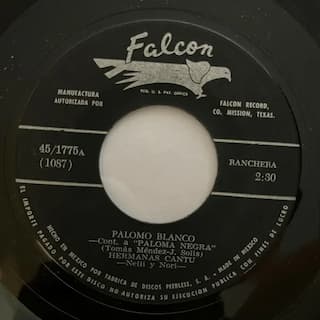 Falcon
REG. U. S. PAT. OFFICE
MANUFACTURA
AUTORIZADA POR
FALCON RECORD,
CO. MISSION, TEXAS.
45/1775A
(1087)
RANCHERA
2:30
PALOMO BLANCO
—Cont. a "PALOMA NEGRA"—
(Tomás Méndez-J. Solis)
HERMANAS CANTU
—Nelli y Nori—
HECHO EN MEXICO POR FABRICA DE DISCOS PEERLESS, S. A. — MADE IN MEXICO
EL IMPORTE PAGADO POR ESTE DISCO NO AUTORIZA SU EJECUCION PUBLICA CON FINES DE LUCRO